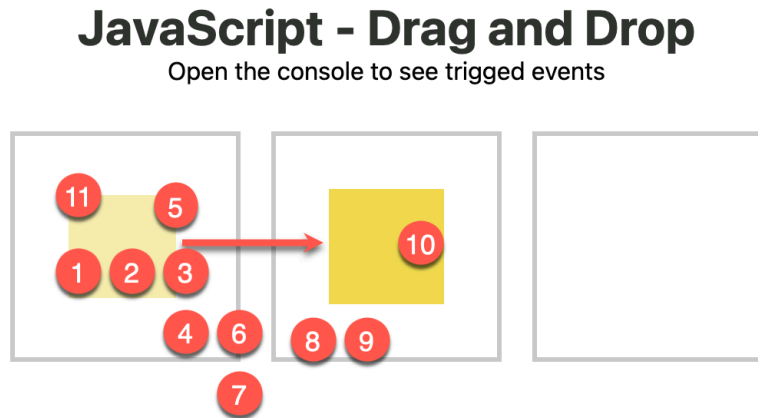 JavaScript - Drag and Drop
Open the console to see trigged events
11
5
10
1 2 3
4 6
8 9
7